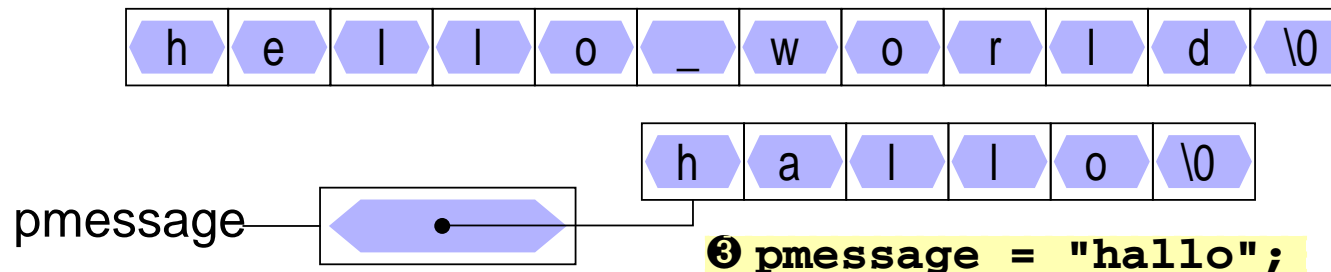 h e l l o _ w o r l d \0
h a l l o \0
pmessage
❸ pmessage = "hallo";